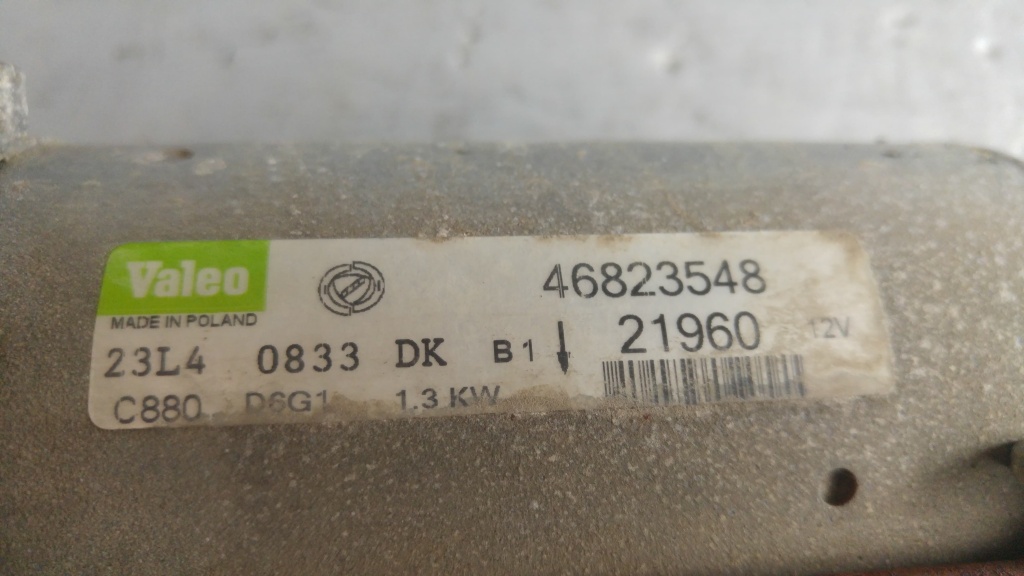 Valeo
46823548
MADE IN POLAND
21960 12V
23L4 0833 DK B1
C880 D6G1 1.3 KW